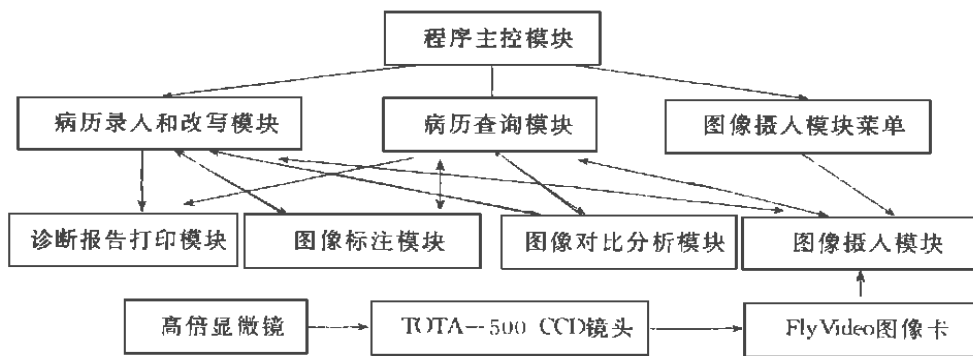 程序主控模块
病历录人和改写模块
病历查询模块
图像摄人模块菜单
诊断报告打印模块
图像标注模块
图像对比分析模块
图像摄人模块
高倍显微镜
TOTA--500 CCD镜头
FlyVideo图像卡